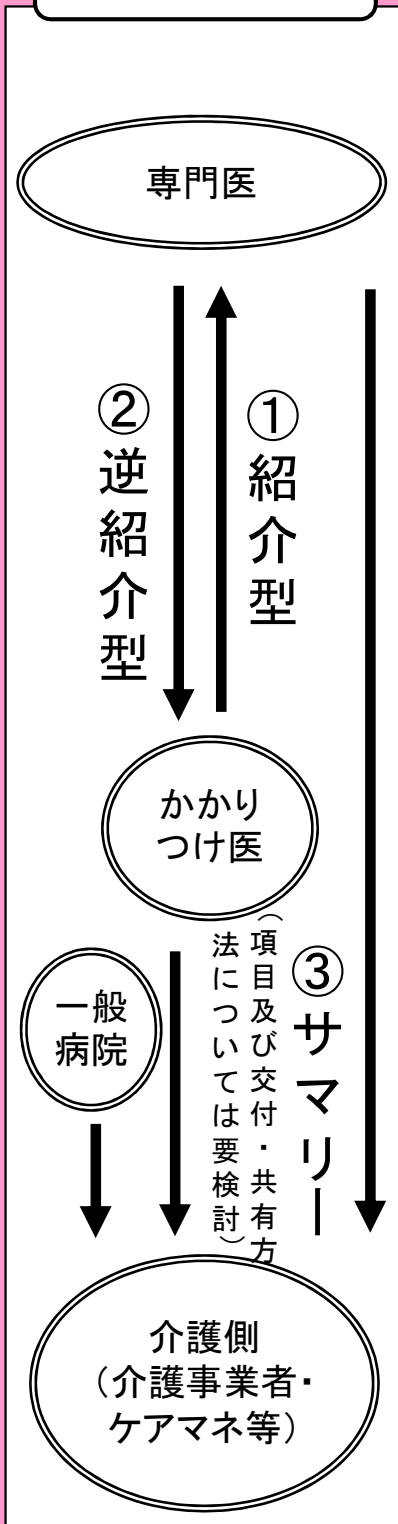 専門医
①紹介型
②逆紹介型
かかり
つけ医
一般
病院
③サマリー
（項目及び交付・共有方
法については要検討）
介護側
（介護事業者・
ケアマネ等）